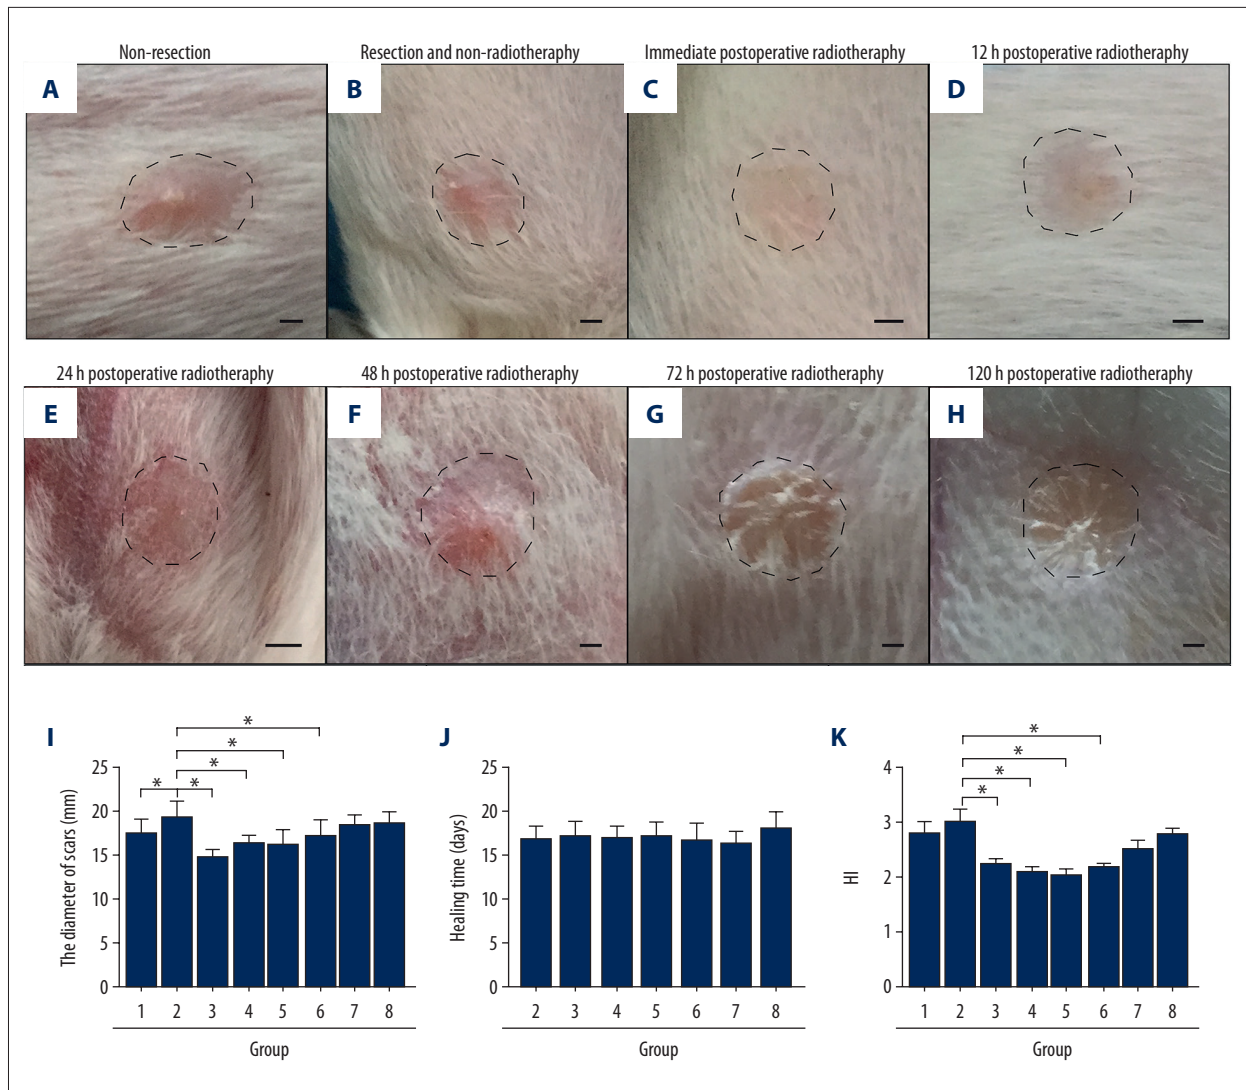 Non-resection
Resection and non-radiotheraphy
Immediate postoperative radiotheraphy
12 h postoperative radiotheraphy
A
B
C
D
24 h postoperative radiotheraphy
48 h postoperative radiotheraphy
72 h postoperative radiotheraphy
120 h postoperative radiotheraphy
E
F
G
H
I
The diameter of scars (mm)
25
20
15
10
5
0
* * * * *
1 2 3 4 5 6 7 8
Group
J
Healing time (days)
25
20
15
10
5
0
2 3 4 5 6 7 8
Group
K
HI
4
3
2
1
0
* * * *
1 2 3 4 5 6 7 8
Group